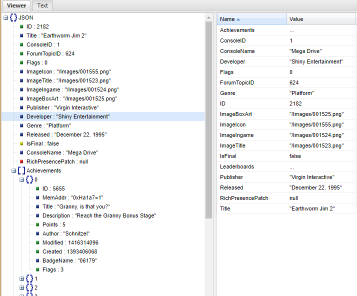 Viewer Text
JSON
ID : 2182
Title : "Earthworm Jim 2"
ConsoleID : 1
ForumTopicID : 624
Flags : 0
ImageIcon : "/Images/001555.png"
ImageTitle : "/Images/001523.png"
ImageIngame : "/Images/001524.png"
ImageBoxArt : "/Images/001525.png"
Publisher : "Virgin Interactive"
Developer : "Shiny Entertainment"
Genre : "Platform"
Released : "December 22, 1995"
IsFinal : false
ConsoleName : "Mega Drive"
RichPresencePatch : null
Achievements
0
ID : 5655
MemAddr : "0xHa1a7=1"
Title : "Granny, is that you?"
Description : "Reach the Granny Bonus Stage"
Points : 5
Author : "Schnitzel"
Modified : 1416314096
Created : 1393406068
BadgeName : "06179"
Flags : 3
1
2
Name Value
Achievements ...
ConsoleID 1
ConsoleName "Mega Drive"
Developer "Shiny Entertainment"
Flags 0
ForumTopicID 624
Genre "Platform"
ID 2182
ImageBoxArt "/Images/001525.png"
ImageIcon "/Images/001555.png"
ImageIngame "/Images/001524.png"
ImageTitle "/Images/001523.png"
IsFinal false
Leaderboards ...
Publisher "Virgin Interactive"
Released "December 22, 1995"
RichPresencePatch null
Title "Earthworm Jim 2"